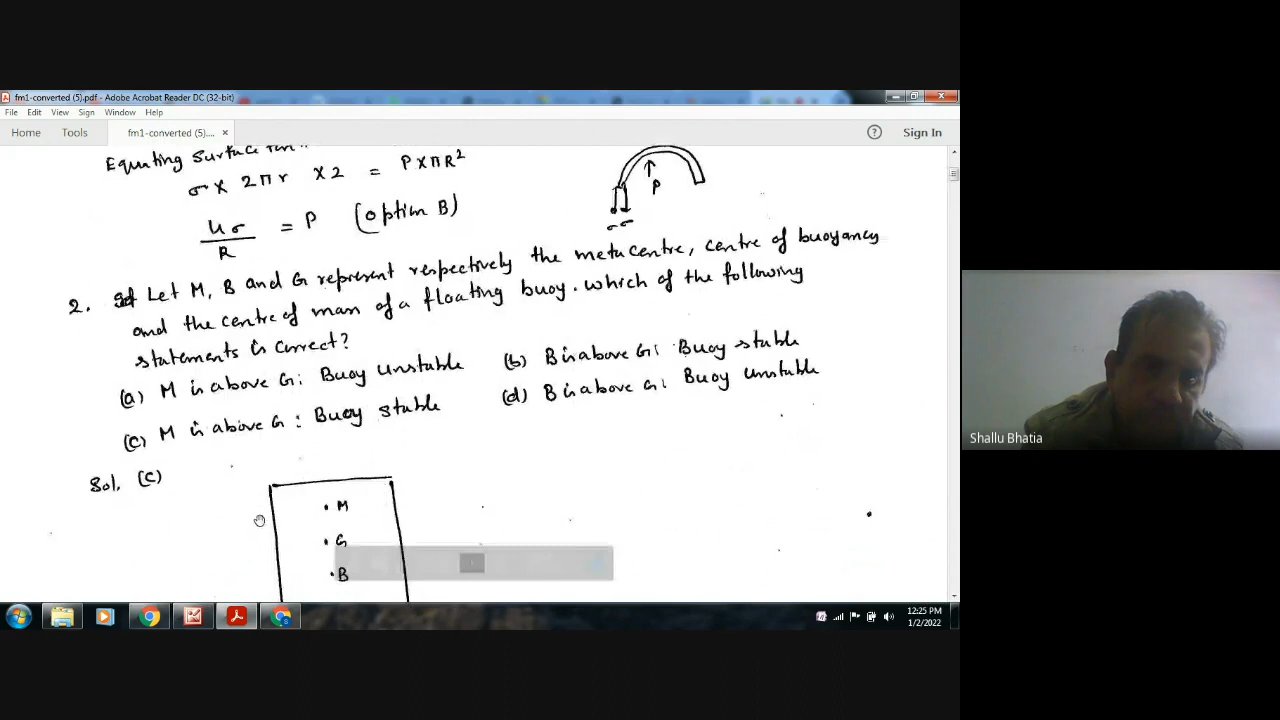 fm1-converted (5).pdf - Adobe Acrobat Reader DC (32-bit)
File Edit View Sign Window Help
Home Tools fm1-converted (5).... × Sign In
Equating Surface
σ x 2πr x 2 = P x πR²
4σ/R = P (option B)
P
σ σ
2. Let M, B and G represent respectively the metacentre, centre of buoyancy
and the centre of mass of a floating buoy. which of the following
statements is correct?
(a) M is above G: Buoy unstable (b) B is above G: Buoy stable
(c) M is above G: Buoy stable (d) B is above G: Buoy unstable
Sol. (c)
M
G
B
Shallu Bhatia
12:25 PM
1/2/2022